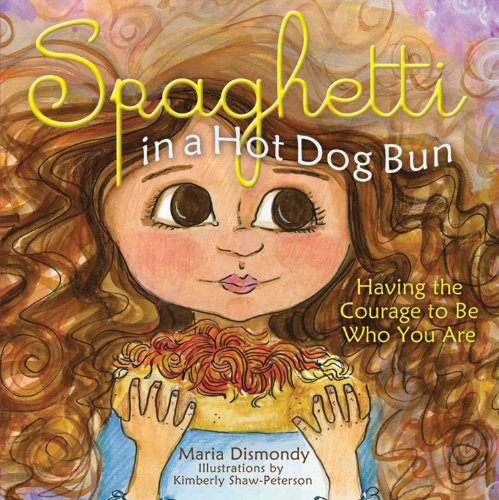 Spaghetti
in a Hot Dog Bun
Having the
Courage to Be
Who You Are
Maria Dismondy
Illustrations by
Kimberly Shaw-Peterson